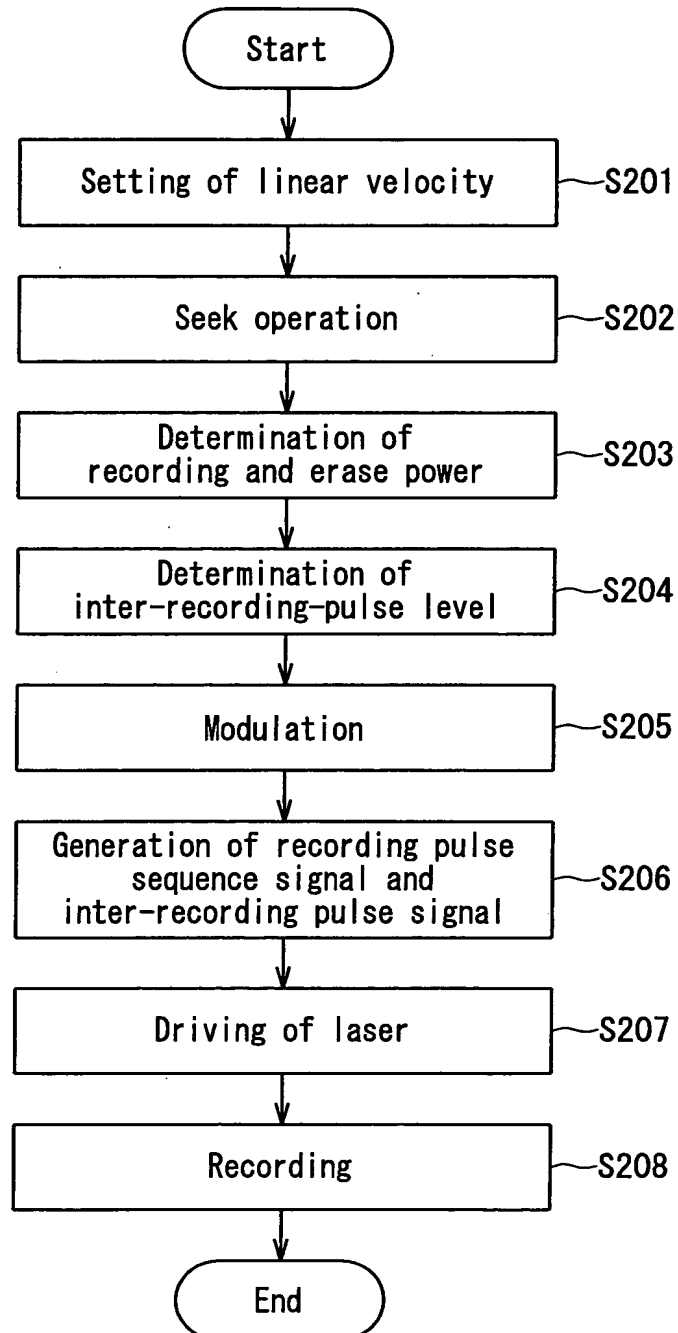 Start
Setting of linear velocity
S201
Seek operation
S202
Determination of
recording and erase power
S203
Determination of
inter-recording-pulse level
S204
Modulation
S205
Generation of recording pulse
sequence signal and
inter-recording pulse signal
S206
Driving of laser
S207
Recording
S208
End